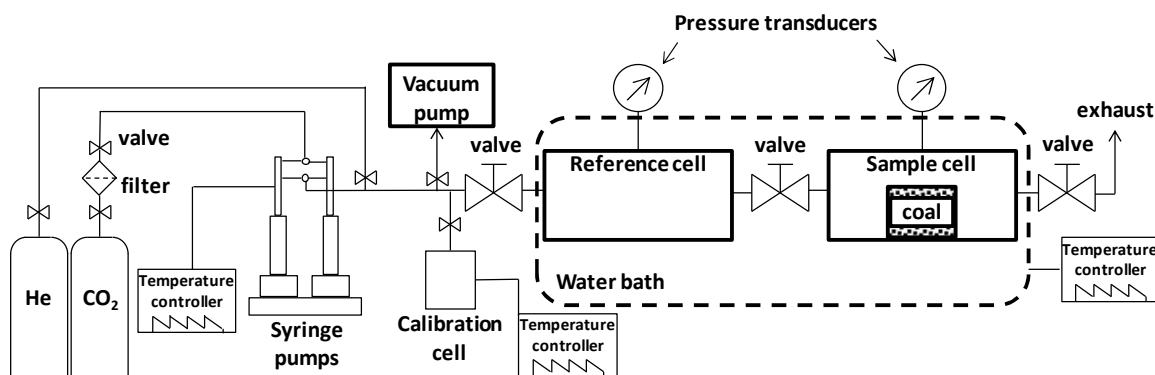 Pressure transducers
Vacuum
pump
exhaust
valve
valve
valve
valve
Reference cell
Sample cell
filter
coal
Water bath
He
CO₂
Temperature
controller
Syringe
pumps
Calibration
cell
Temperature
controller
Temperature
controller